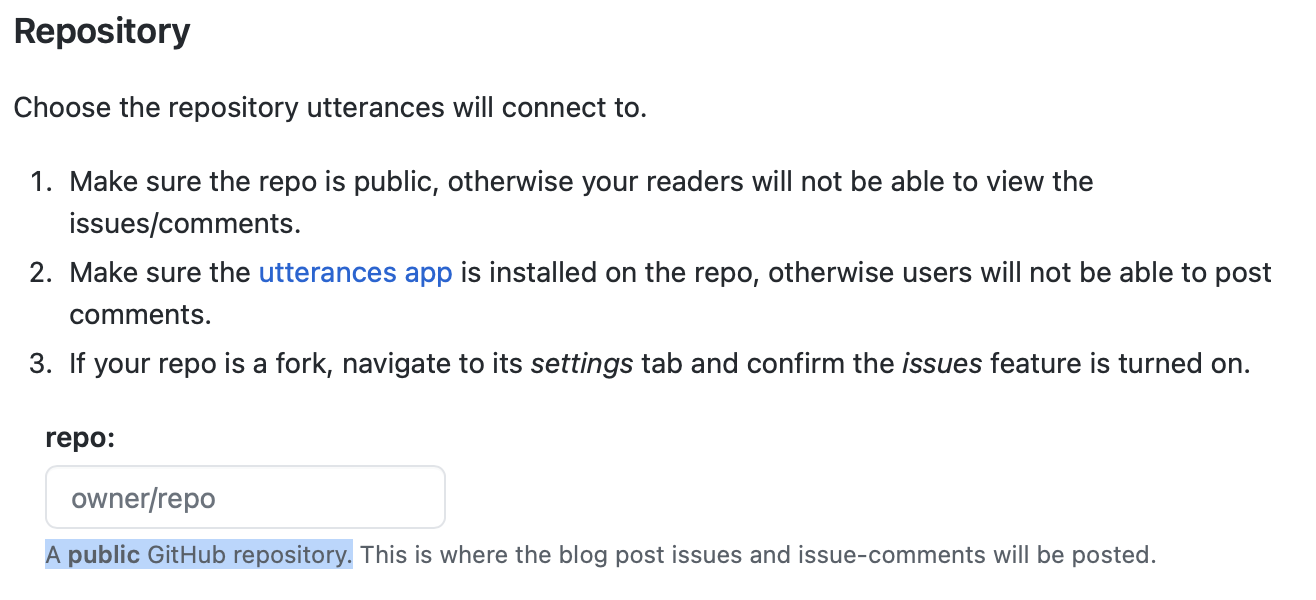 Repository
Choose the repository utterances will connect to.
1. Make sure the repo is public, otherwise your readers will not be able to view the
issues/comments.
2. Make sure the utterances app is installed on the repo, otherwise users will not be able to post
comments.
3. If your repo is a fork, navigate to its settings tab and confirm the issues feature is turned on.
repo:
owner/repo
A public GitHub repository. This is where the blog post issues and issue-comments will be posted.